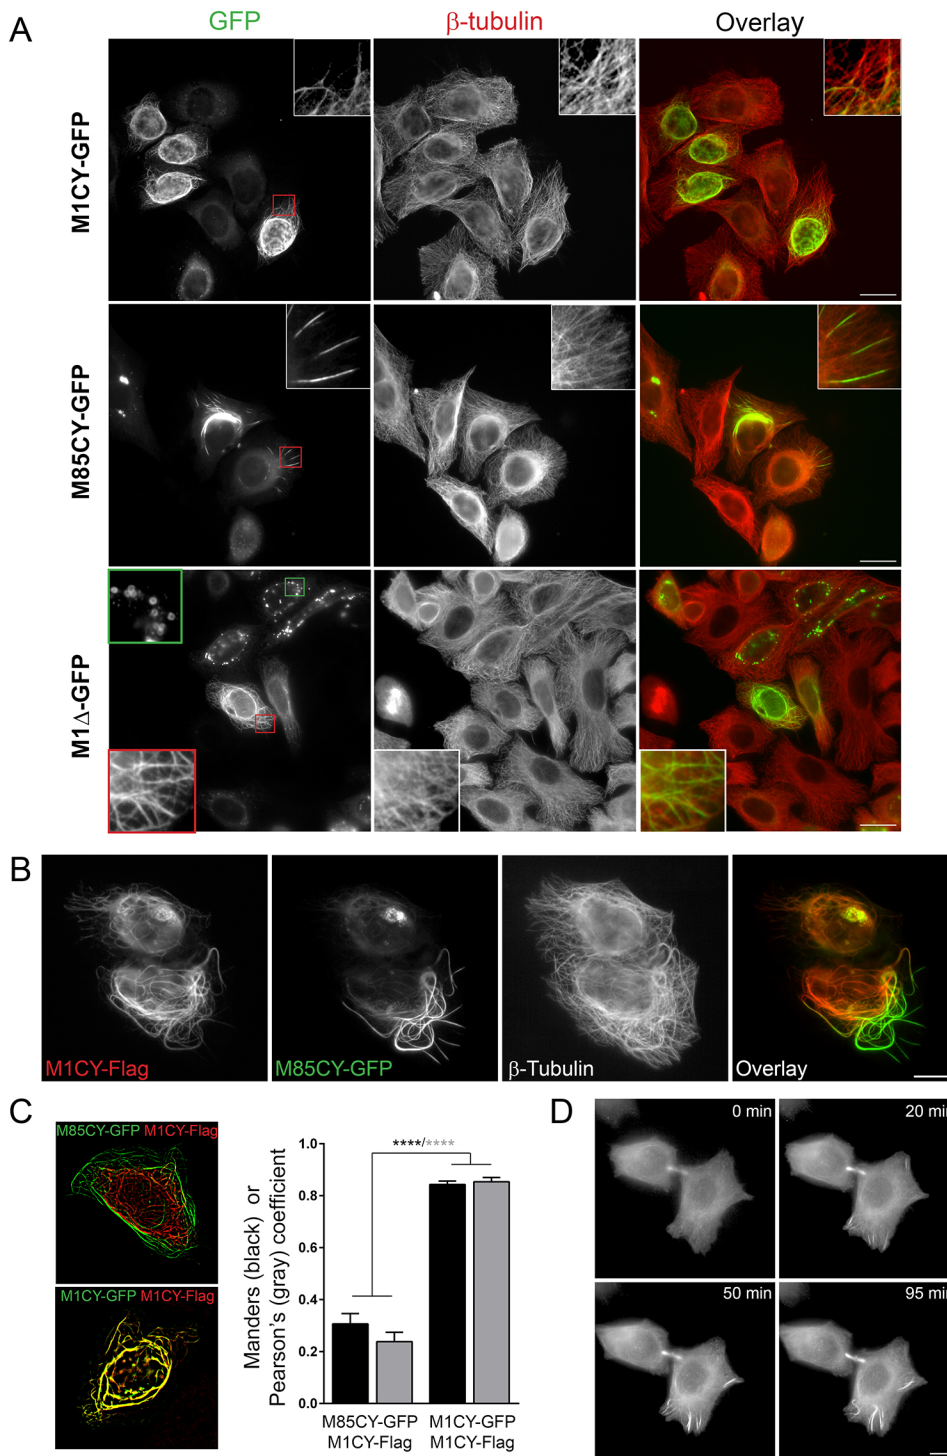 A
GFP
β-tubulin
Overlay
M1CY-GFP
M85CY-GFP
M1Δ-GFP
B
M1CY-Flag
M85CY-GFP
β-Tubulin
Overlay
C
M85CY-GFP M1CY-Flag
M1CY-GFP M1CY-Flag
Manders (black) or
Pearson's (gray) coefficient
1.0
0.8
0.6
0.4
0.2
0.0
****/****
M85CY-GFP
M1CY-Flag
M1CY-GFP
M1CY-Flag
D
0 min
20 min
50 min
95 min